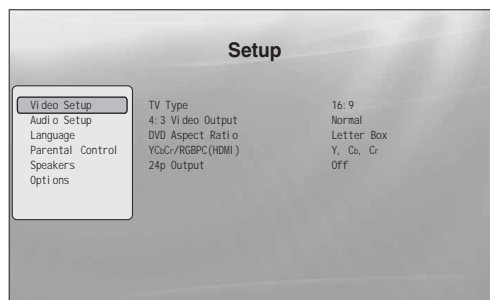 Setup
Video Setup
Audio Setup
Language
Parental Control
Speakers
Options
TV Type 16:9
4:3 Video Output Normal
DVD Aspect Ratio Letter Box
YCbCr/RGBPC(HDMI) Y, Cb, Cr
24p Output Off